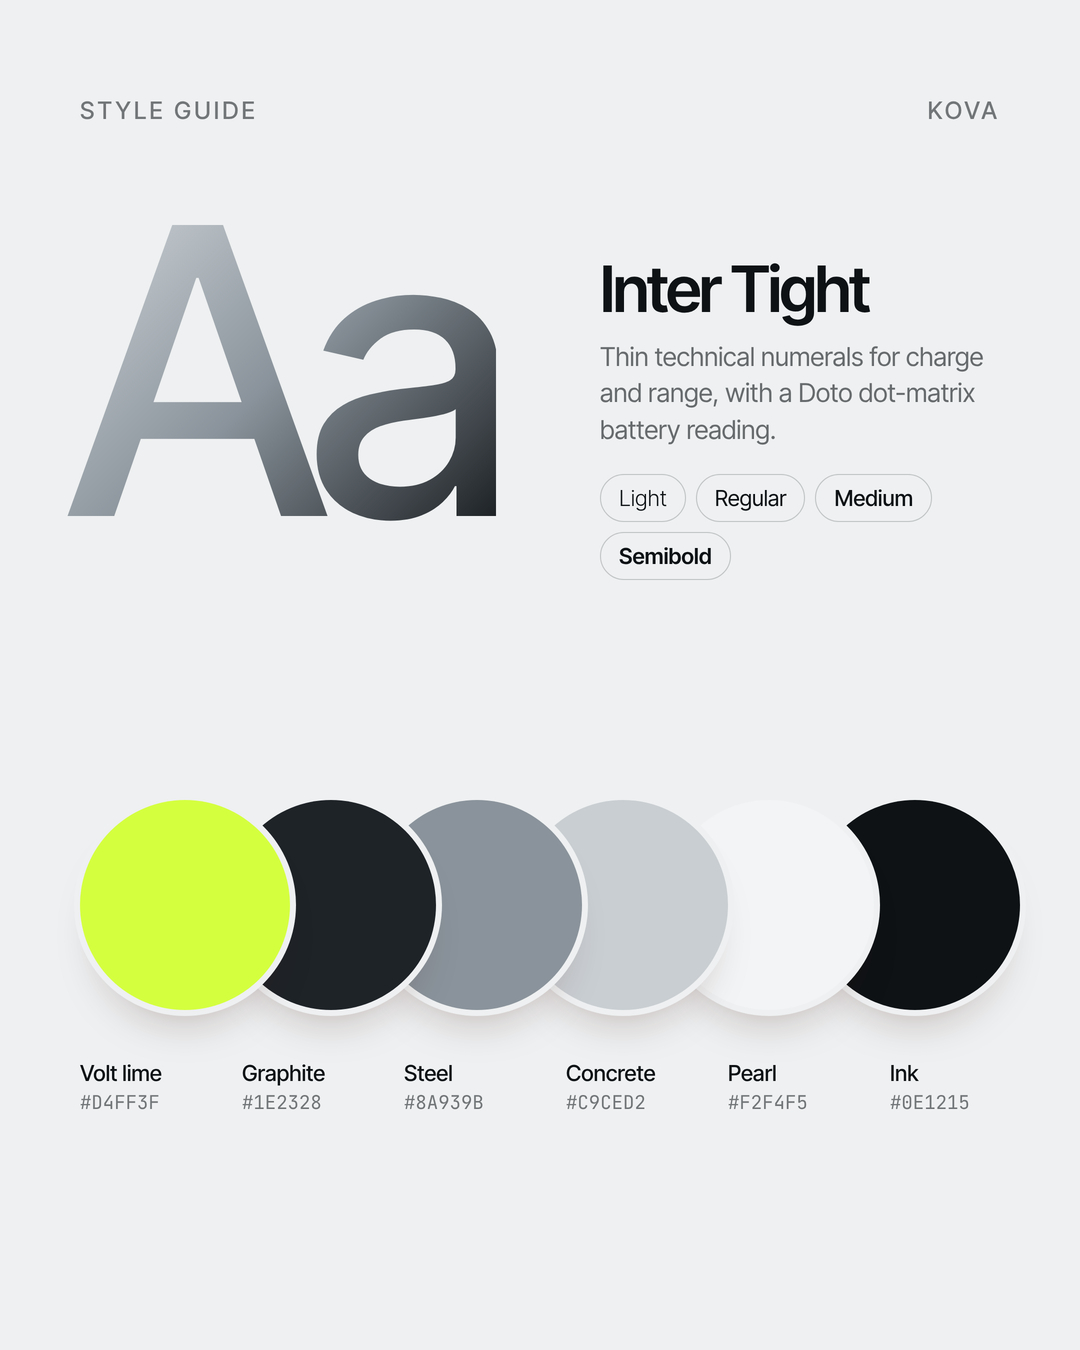 STYLE GUIDE
KOVA
Aa
Inter Tight
Thin technical numerals for charge
and range, with a Doto dot-matrix
battery reading.
Light
Regular
Medium
Semibold
Volt lime
#D4FF3F
Graphite
#1E2328
Steel
#8A939B
Concrete
#C9CED2
Pearl
#F2F4F5
Ink
#0E1215